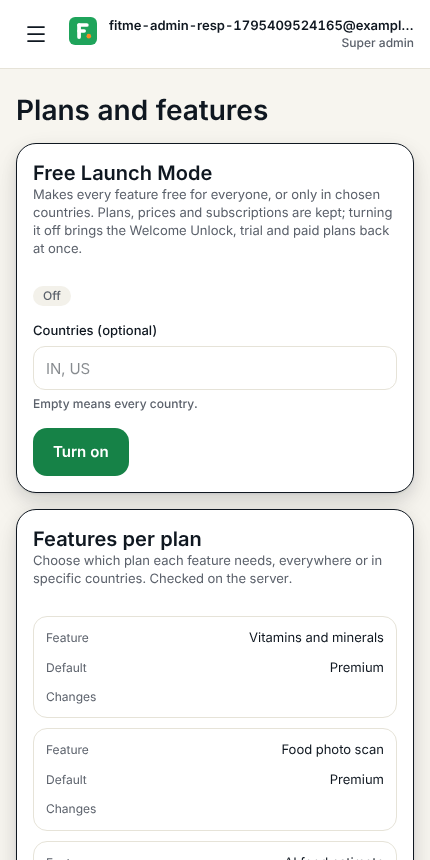 F.
fitme-admin-resp-1795409524165@exampl...
Super admin
Plans and features
Free Launch Mode
Makes every feature free for everyone, or only in chosen
countries. Plans, prices and subscriptions are kept; turning
it off brings the Welcome Unlock, trial and paid plans back
at once.
Off
Countries (optional)
IN, US
Empty means every country.
Turn on
Features per plan
Choose which plan each feature needs, everywhere or in
specific countries. Checked on the server.
Feature Vitamins and minerals
Default Premium
Changes
Feature Food photo scan
Default Premium
Changes